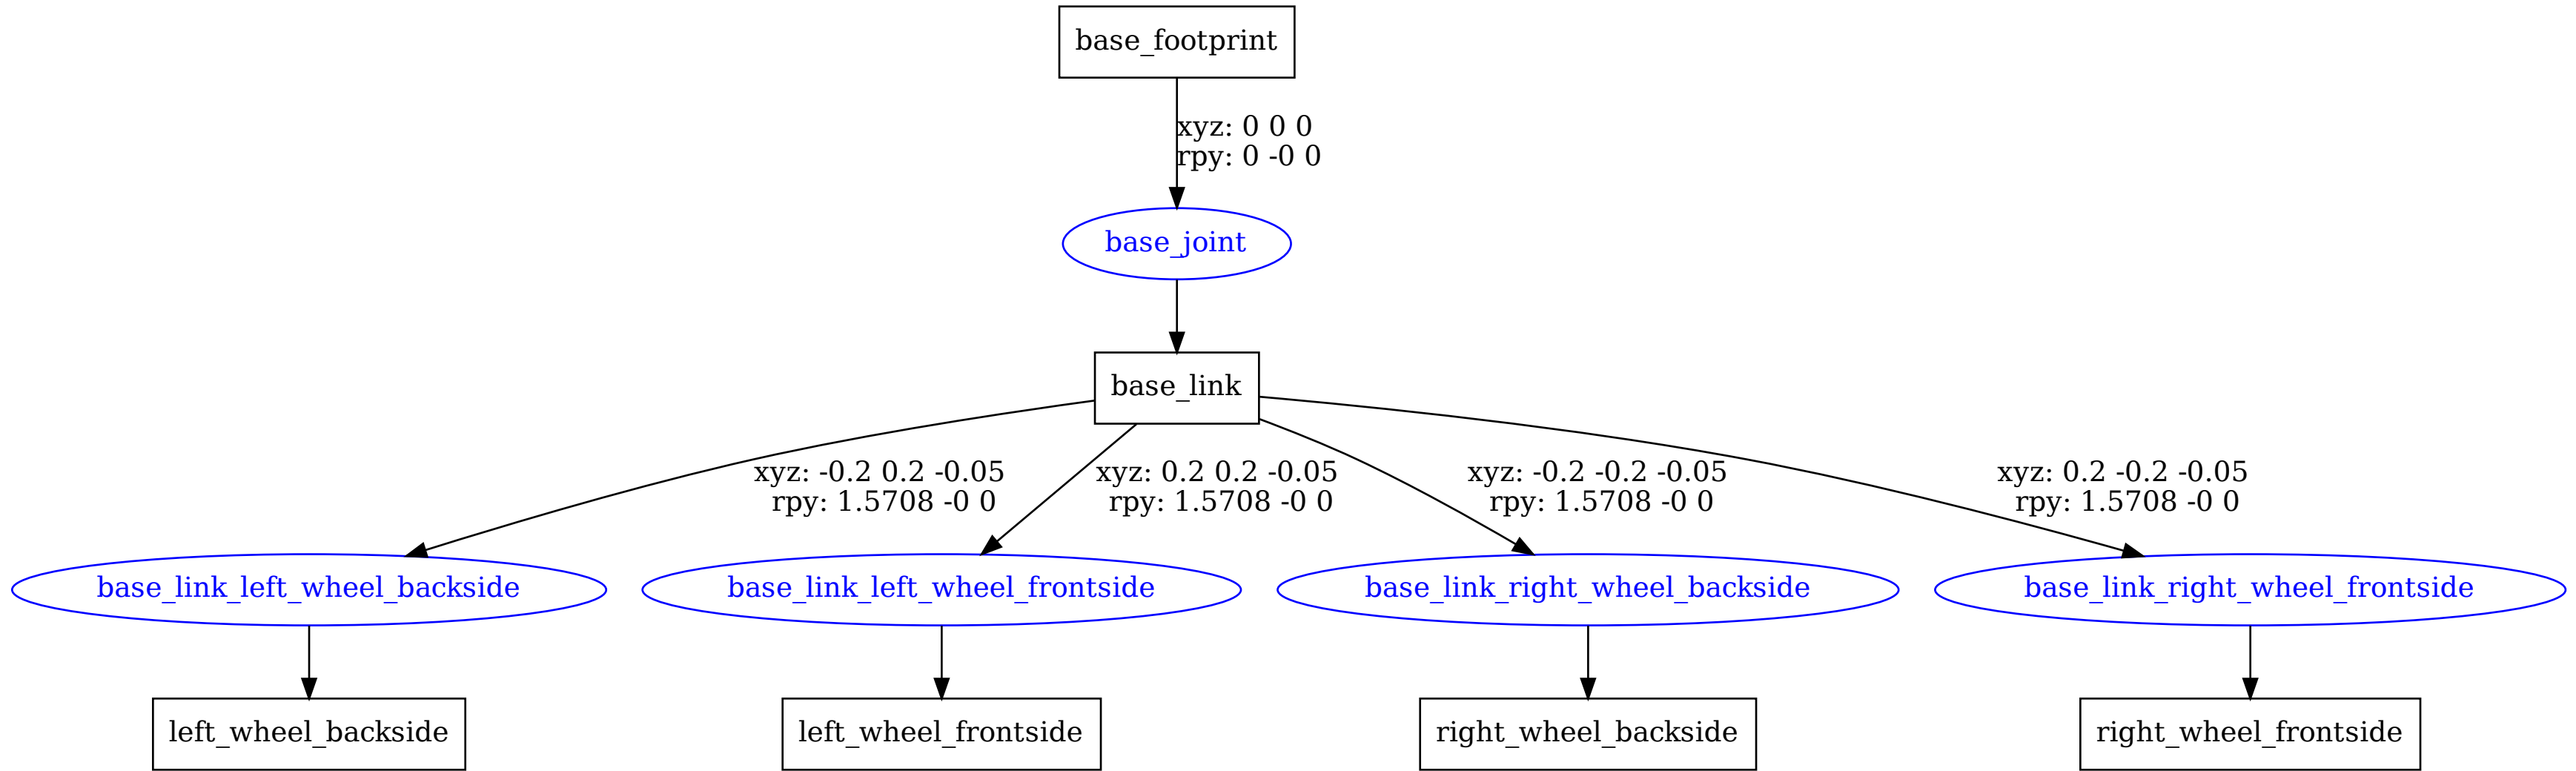 base_footprint
xyz: 0 0 0
rpy: 0 -0 0
base_joint
base_link
xyz: -0.2 0.2 -0.05
rpy: 1.5708 -0 0
xyz: 0.2 0.2 -0.05
rpy: 1.5708 -0 0
xyz: -0.2 -0.2 -0.05
rpy: 1.5708 -0 0
xyz: 0.2 -0.2 -0.05
rpy: 1.5708 -0 0
base_link_left_wheel_backside
base_link_left_wheel_frontside
base_link_right_wheel_backside
base_link_right_wheel_frontside
left_wheel_backside
left_wheel_frontside
right_wheel_backside
right_wheel_frontside